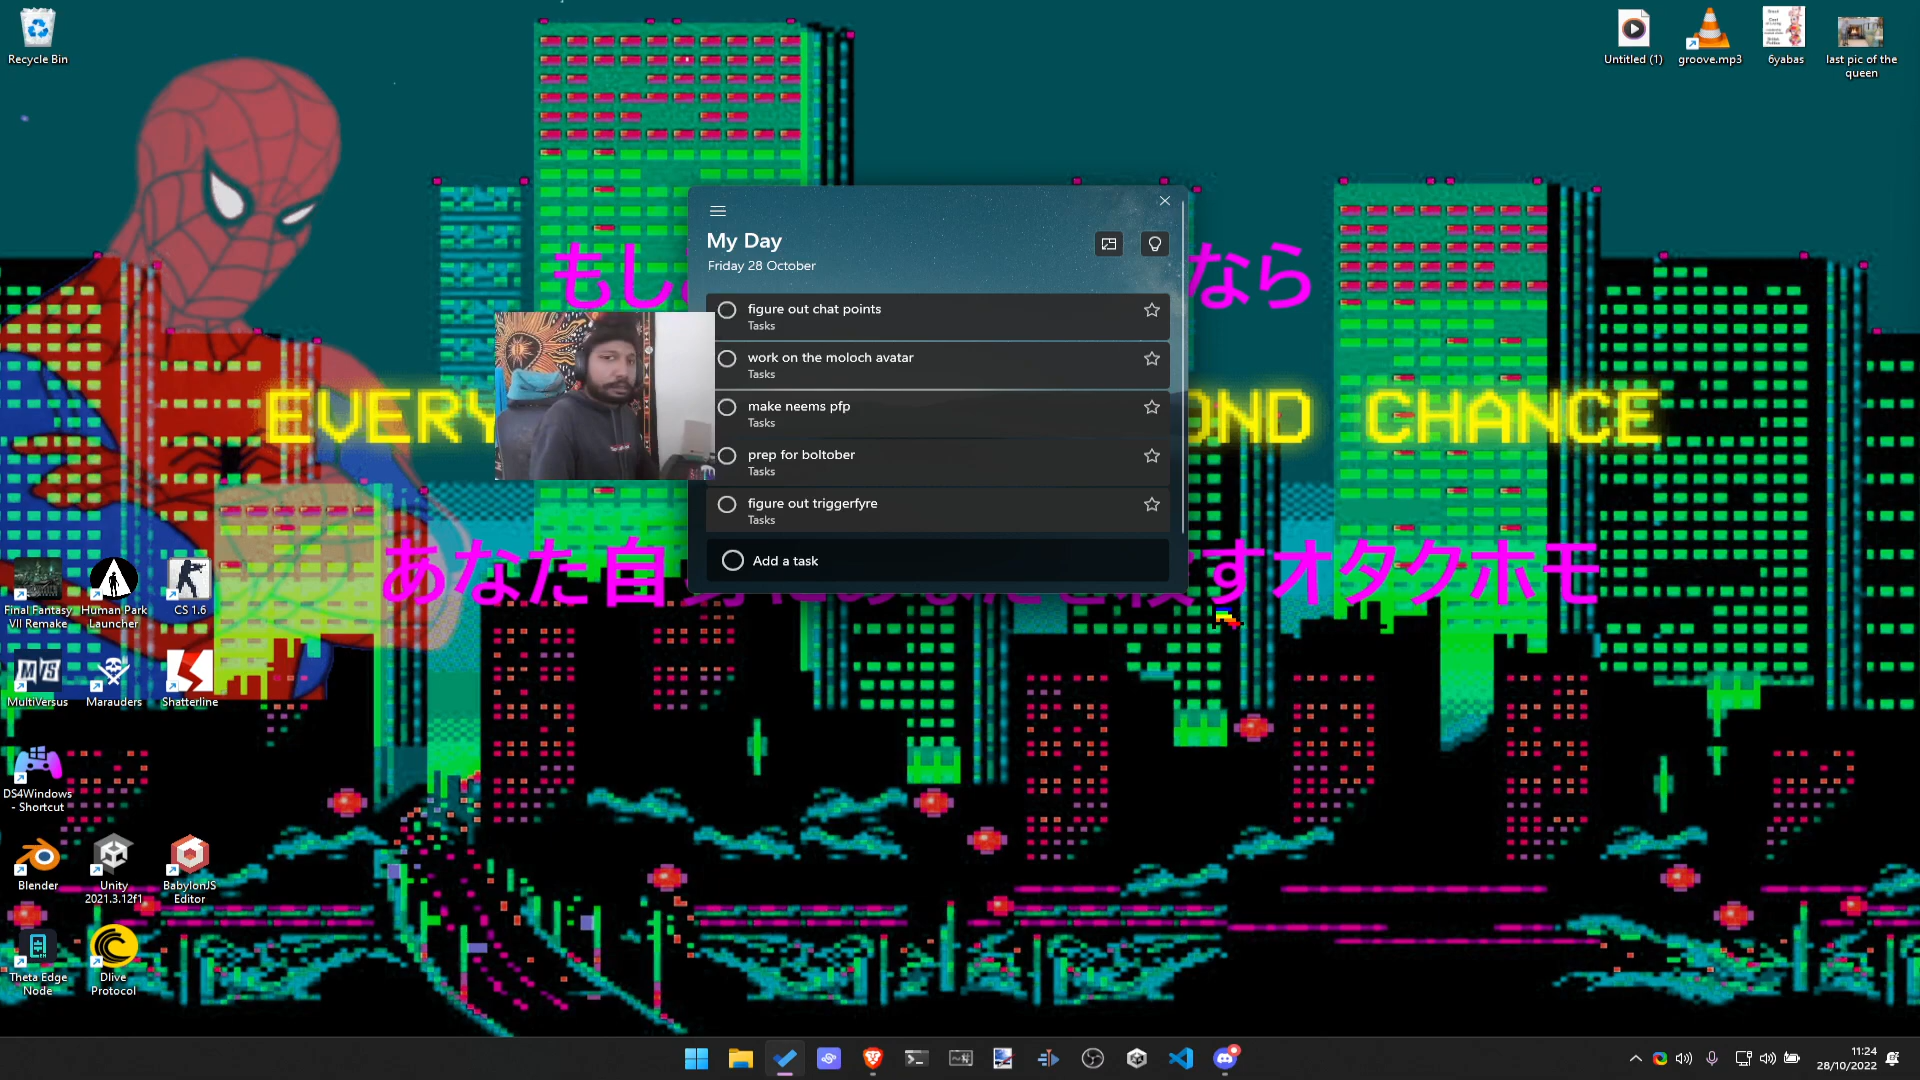 Recycle Bin
Untitled (1)
groove.mp3
6yabas
last pic of the
queen
My Day
Friday 28 October
もし
なら
figure out chat points
Tasks
work on the moloch avatar
Tasks
make neems pfp
Tasks
EVERY
OND CHANCE
prep for boltober
Tasks
figure out triggerfyre
Tasks
Add a task
あなた自
すオタクホモ
Final Fantasy
VII Remake
Human Park
Launcher
CS 1.6
MultiVersus
Marauders
Shatterline
DS4Windows
- Shortcut
Blender
Unity
2021.3.12f1
BabylonJS
Editor
Theta Edge
Node
Dlive
Protocol
11:24
28/10/2022